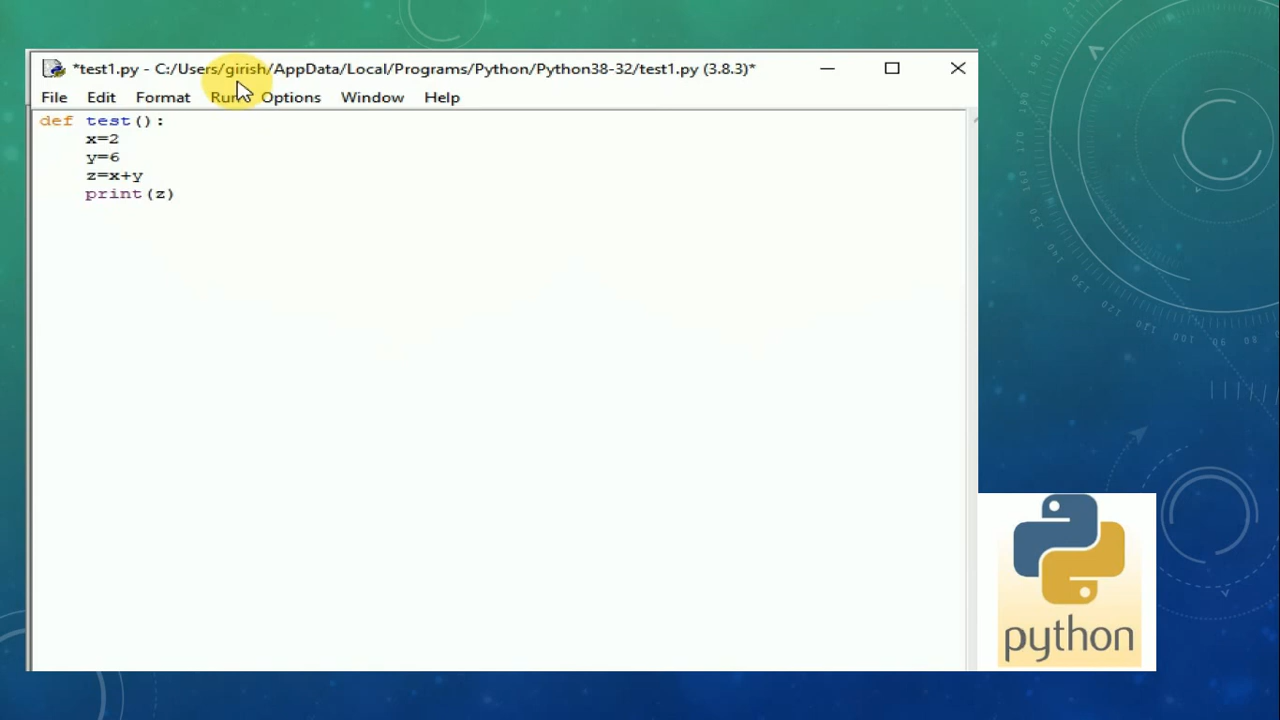 *test1.py - C:/Users/girish/AppData/Local/Programs/Python/Python38-32/test1.py (3.8.3)*
File Edit Format Run Options Window Help
def test():
    x=2
    y=6
    z=x+y
    print(z)
python